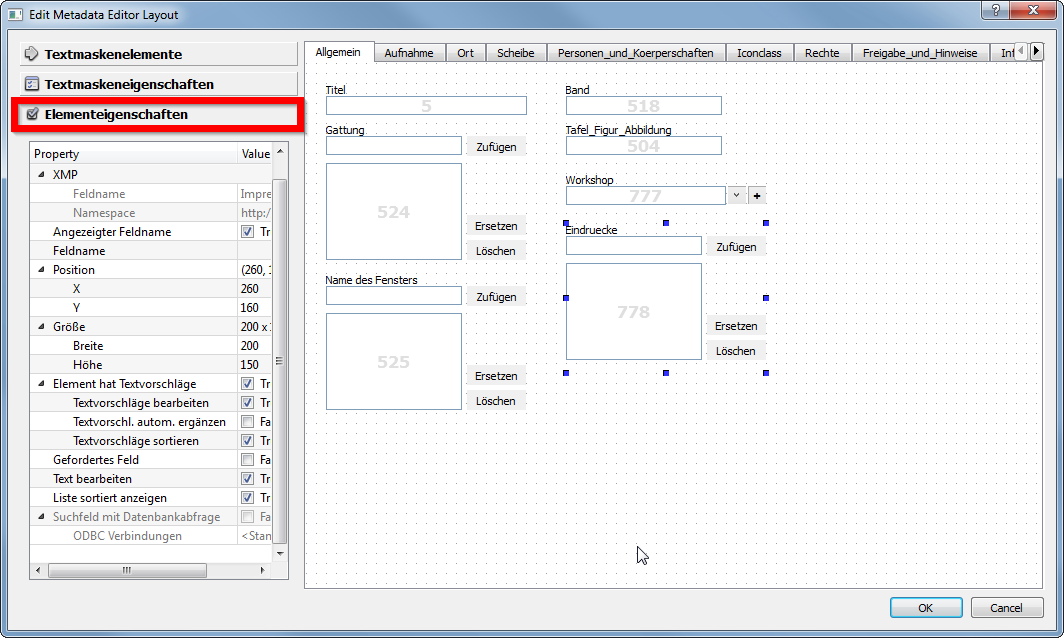 Edit Metadata Editor Layout
?
Textmaskenelemente
Textmaskeneigenschaften
Elementeigenschaften
Property Value
XMP
Feldname Impre
Namespace http:/
Angezeigter Feldname Tr
Feldname
Position (260, 1
X 260
Y 160
Größe 200 x
Breite 200
Höhe 150
Element hat Textvorschläge Tr
Textvorschläge bearbeiten Tr
Textvorschl. autom. ergänzen Fa
Textvorschläge sortieren Tr
Gefordertes Feld Fa
Text bearbeiten Tr
Liste sortiert anzeigen Tr
Suchfeld mit Datenbankabfrage Fa
ODBC Verbindungen <Stan
Allgemein Aufnahme Ort Scheibe Personen_und_Koerperschaften Iconclass Rechte Freigabe_und_Hinweise Inf
Titel
5
Gattung
Zufügen
524
Ersetzen
Löschen
Name des Fensters
Zufügen
525
Ersetzen
Löschen
Band
518
Tafel_Figur_Abbildung
504
Workshop
777 +
Eindruecke
Zufügen
778
Ersetzen
Löschen
OK Cancel